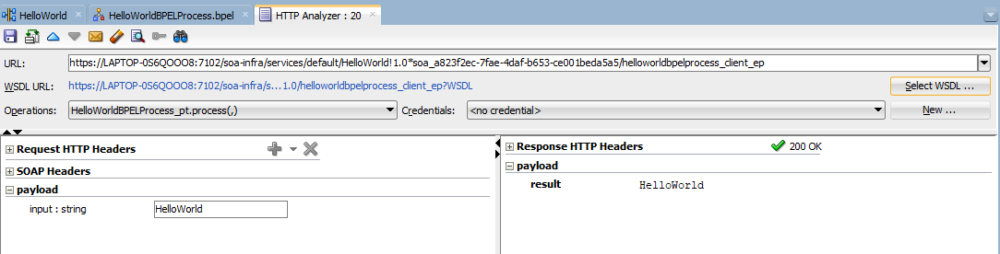 HelloWorld HelloWorldBPELProcess.bpel HTTP Analyzer : 20
URL: https://LAPTOP-0S6QOOO8:7102/soa-infra/services/default/HelloWorld!1.0*soa_a823f2ec-7fae-4daf-b653-ce001beda5a5/helloworldbpelprocess_client_ep
WSDL URL: https://LAPTOP-0S6QOOO8:7102/soa-infra/s...1.0/helloworldbpelprocess_client_ep?WSDL Select WSDL ...
Operations: HelloWorldBPELProcess_pt.process(,) Credentials: <no credential> New ...
Request HTTP Headers
SOAP Headers
payload
input : string HelloWorld
Response HTTP Headers 200 OK
payload
result HelloWorld